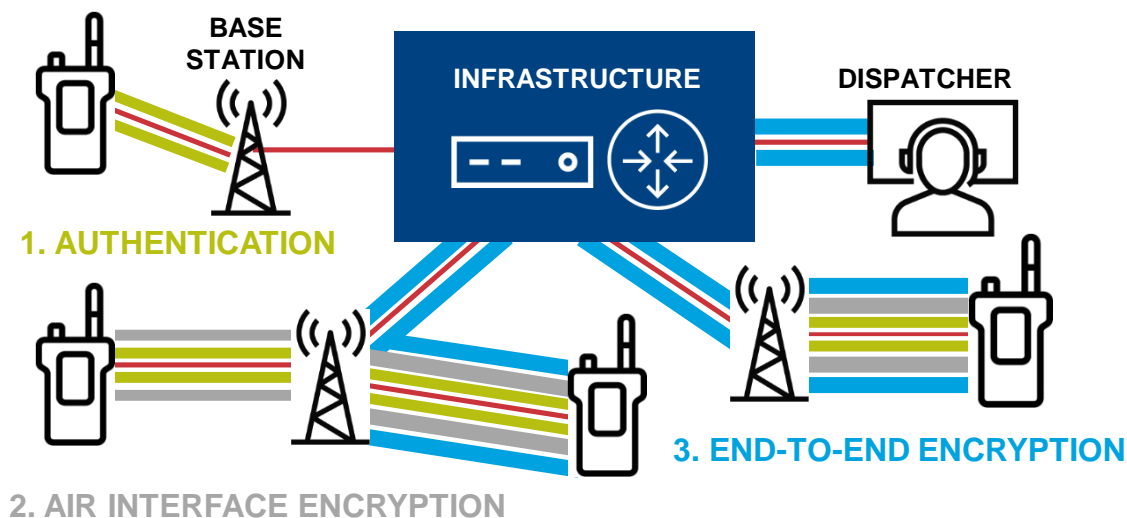 BASE
STATION
INFRASTRUCTURE
DISPATCHER
1. AUTHENTICATION
3. END-TO-END ENCRYPTION
2. AIR INTERFACE ENCRYPTION